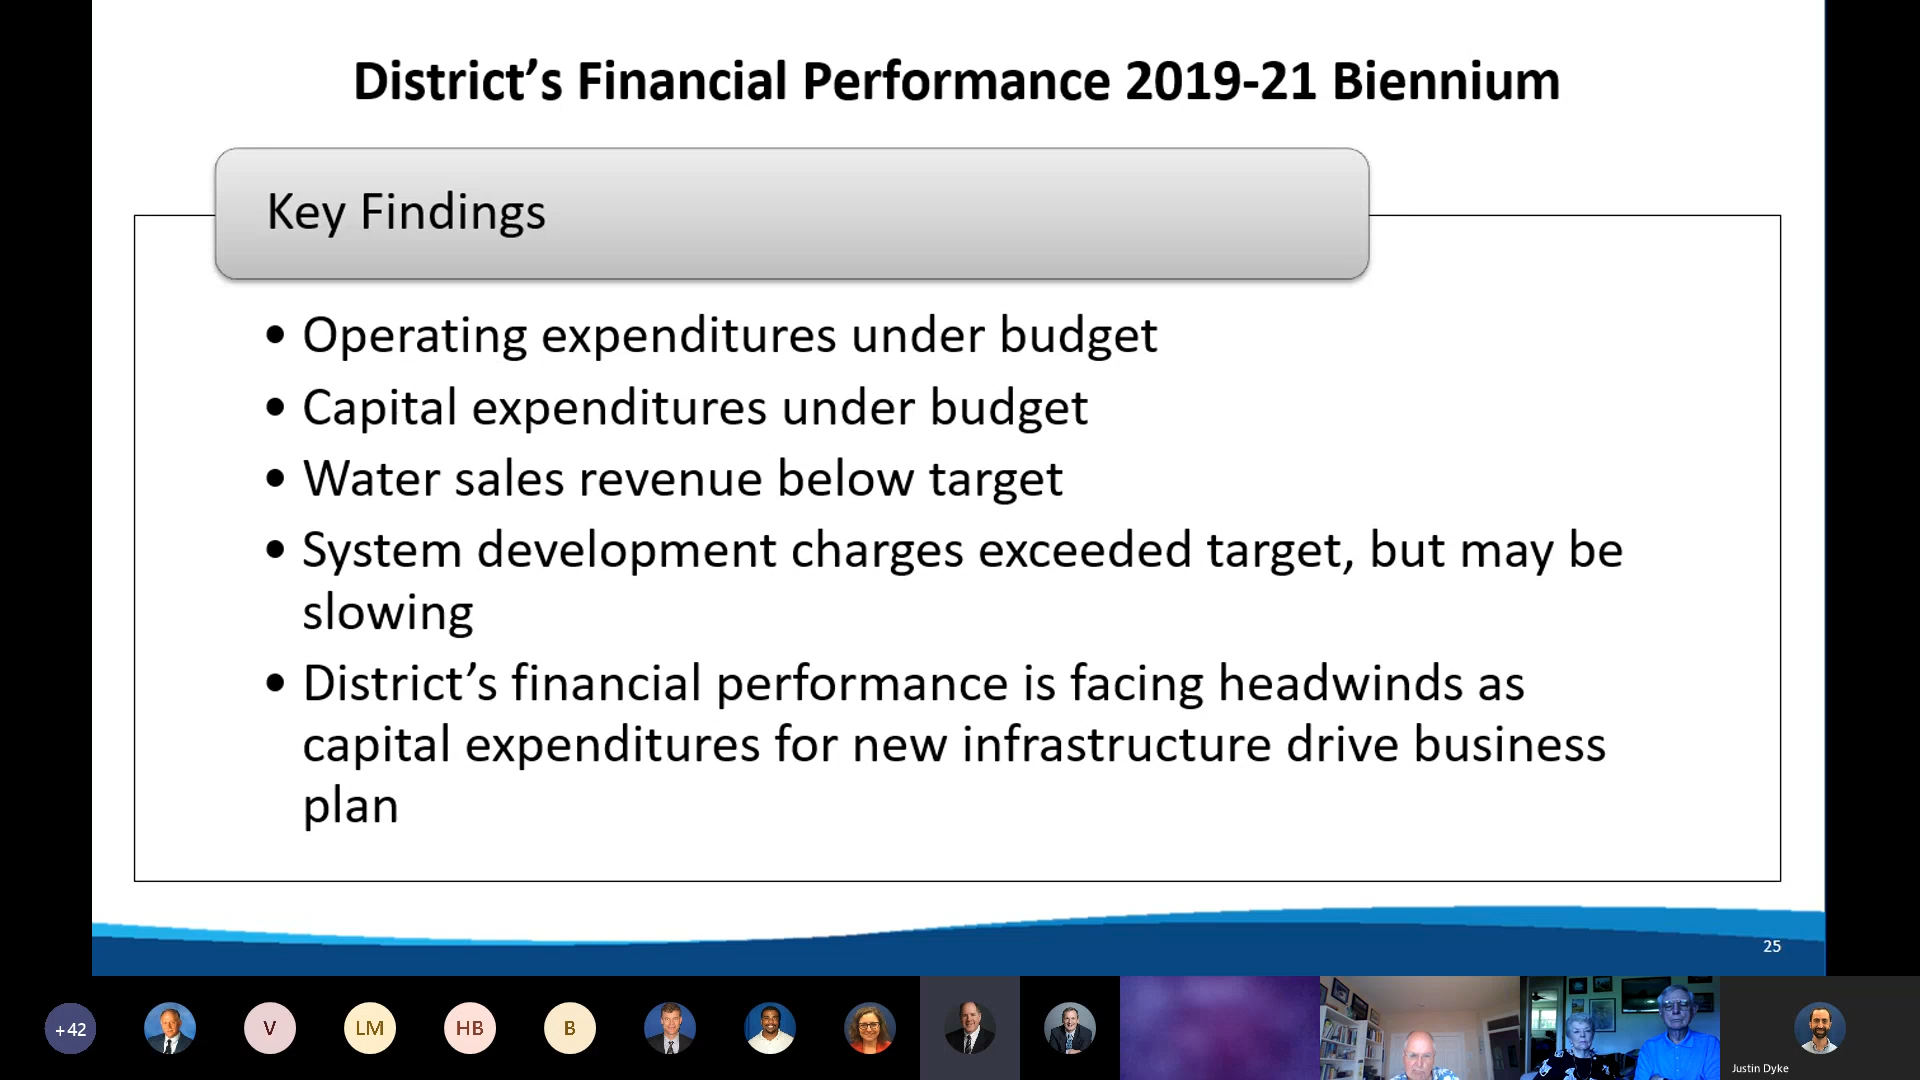 District’s Financial Performance 2019-21 Biennium
Key Findings
• Operating expenditures under budget
• Capital expenditures under budget
• Water sales revenue below target
• System development charges exceeded target, but may be
slowing
• District’s financial performance is facing headwinds as
capital expenditures for new infrastructure drive business
plan
25
+42
V
LM
HB
B
Justin Dyke